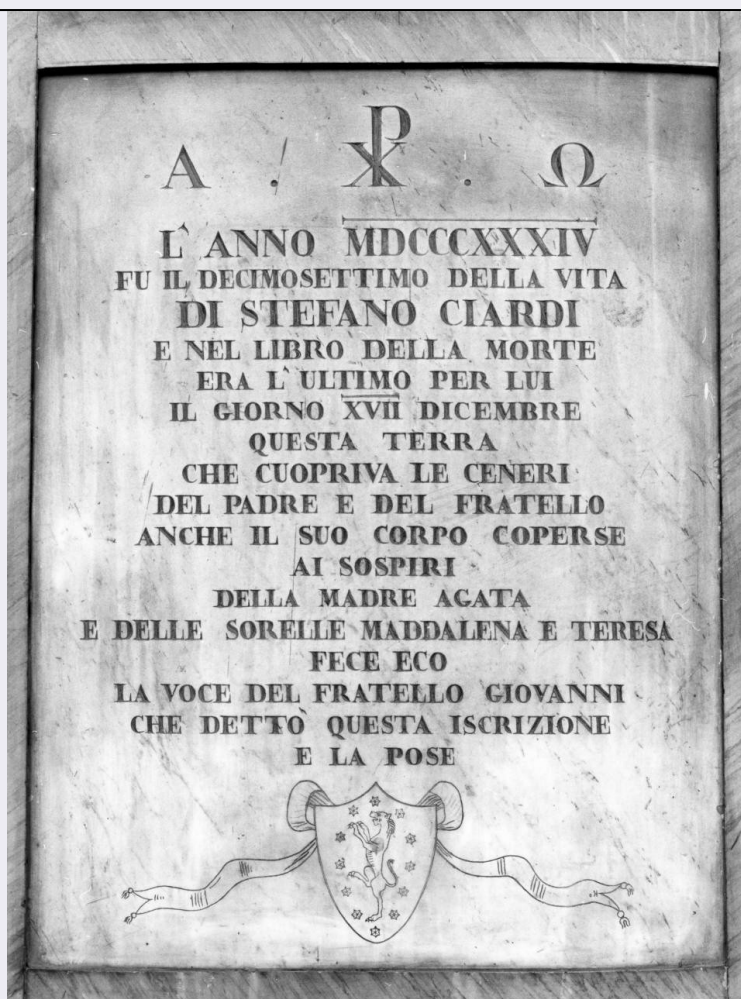 Α . ☧ . Ω
L' ANNO MDCCCXXXIV
FU IL DECIMOSETTIMO DELLA VITA
DI STEFANO CIARDI
E NEL LIBRO DELLA MORTE
ERA L' ULTIMO PER LUI
IL GIORNO XVII DICEMBRE
QUESTA TERRA
CHE CUOPRIVA LE CENERI
DEL PADRE E DEL FRATELLO
ANCHE IL SUO CORPO COPERSE
AI SOSPIRI
DELLA MADRE AGATA
E DELLE SORELLE MADDALENA E TERESA
FECE ECO
LA VOCE DEL FRATELLO GIOVANNI
CHE DETTÒ QUESTA ISCRIZIONE
E LA POSE